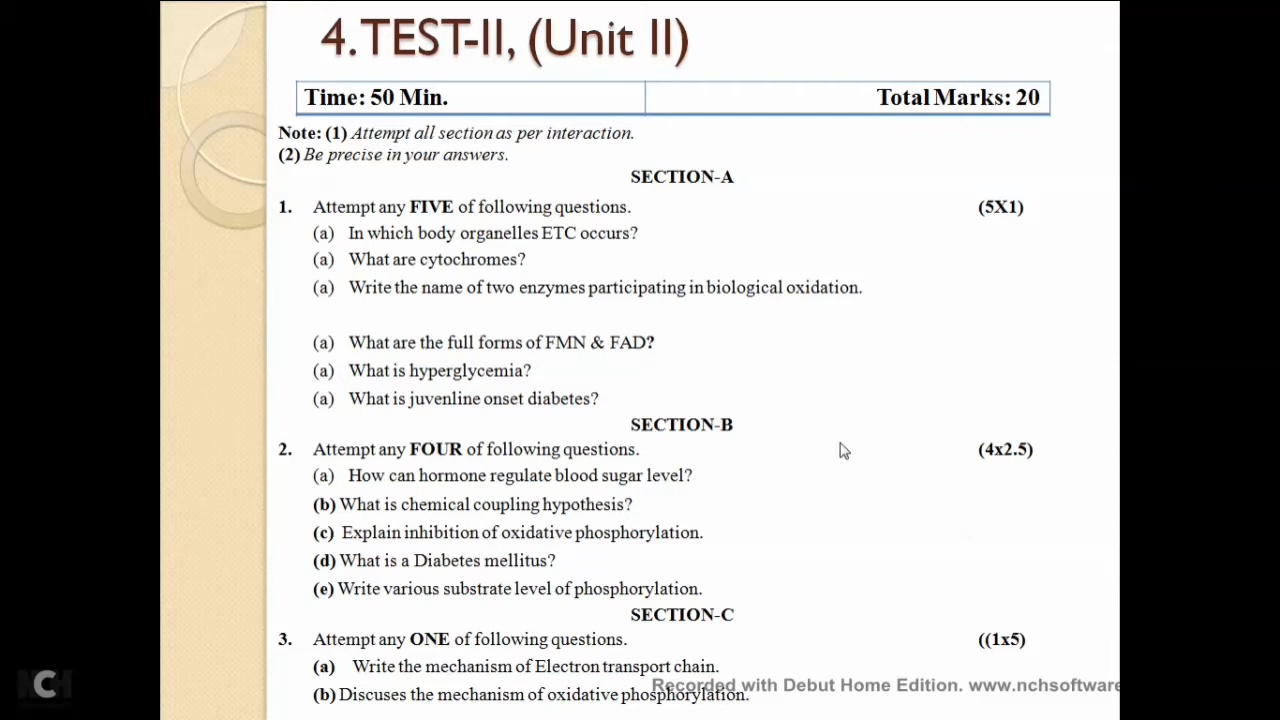 4.TEST-II, (Unit II)
Time: 50 Min. Total Marks: 20
Note: (1) Attempt all section as per interaction.
(2) Be precise in your answers.
SECTION-A
1. Attempt any FIVE of following questions. (5X1)
(a) In which body organelles ETC occurs?
(a) What are cytochromes?
(a) Write the name of two enzymes participating in biological oxidation.
(a) What are the full forms of FMN & FAD?
(a) What is hyperglycemia?
(a) What is juvenline onset diabetes?
SECTION-B
2. Attempt any FOUR of following questions. (4x2.5)
(a) How can hormone regulate blood sugar level?
(b) What is chemical coupling hypothesis?
(c) Explain inhibition of oxidative phosphorylation.
(d) What is a Diabetes mellitus?
(e) Write various substrate level of phosphorylation.
SECTION-C
3. Attempt any ONE of following questions. ((1x5)
(a) Write the mechanism of Electron transport chain.
(b) Discuses the mechanism of oxidative phosphorylation.
Recorded with Debut Home Edition. www.nchsoftware
NCH